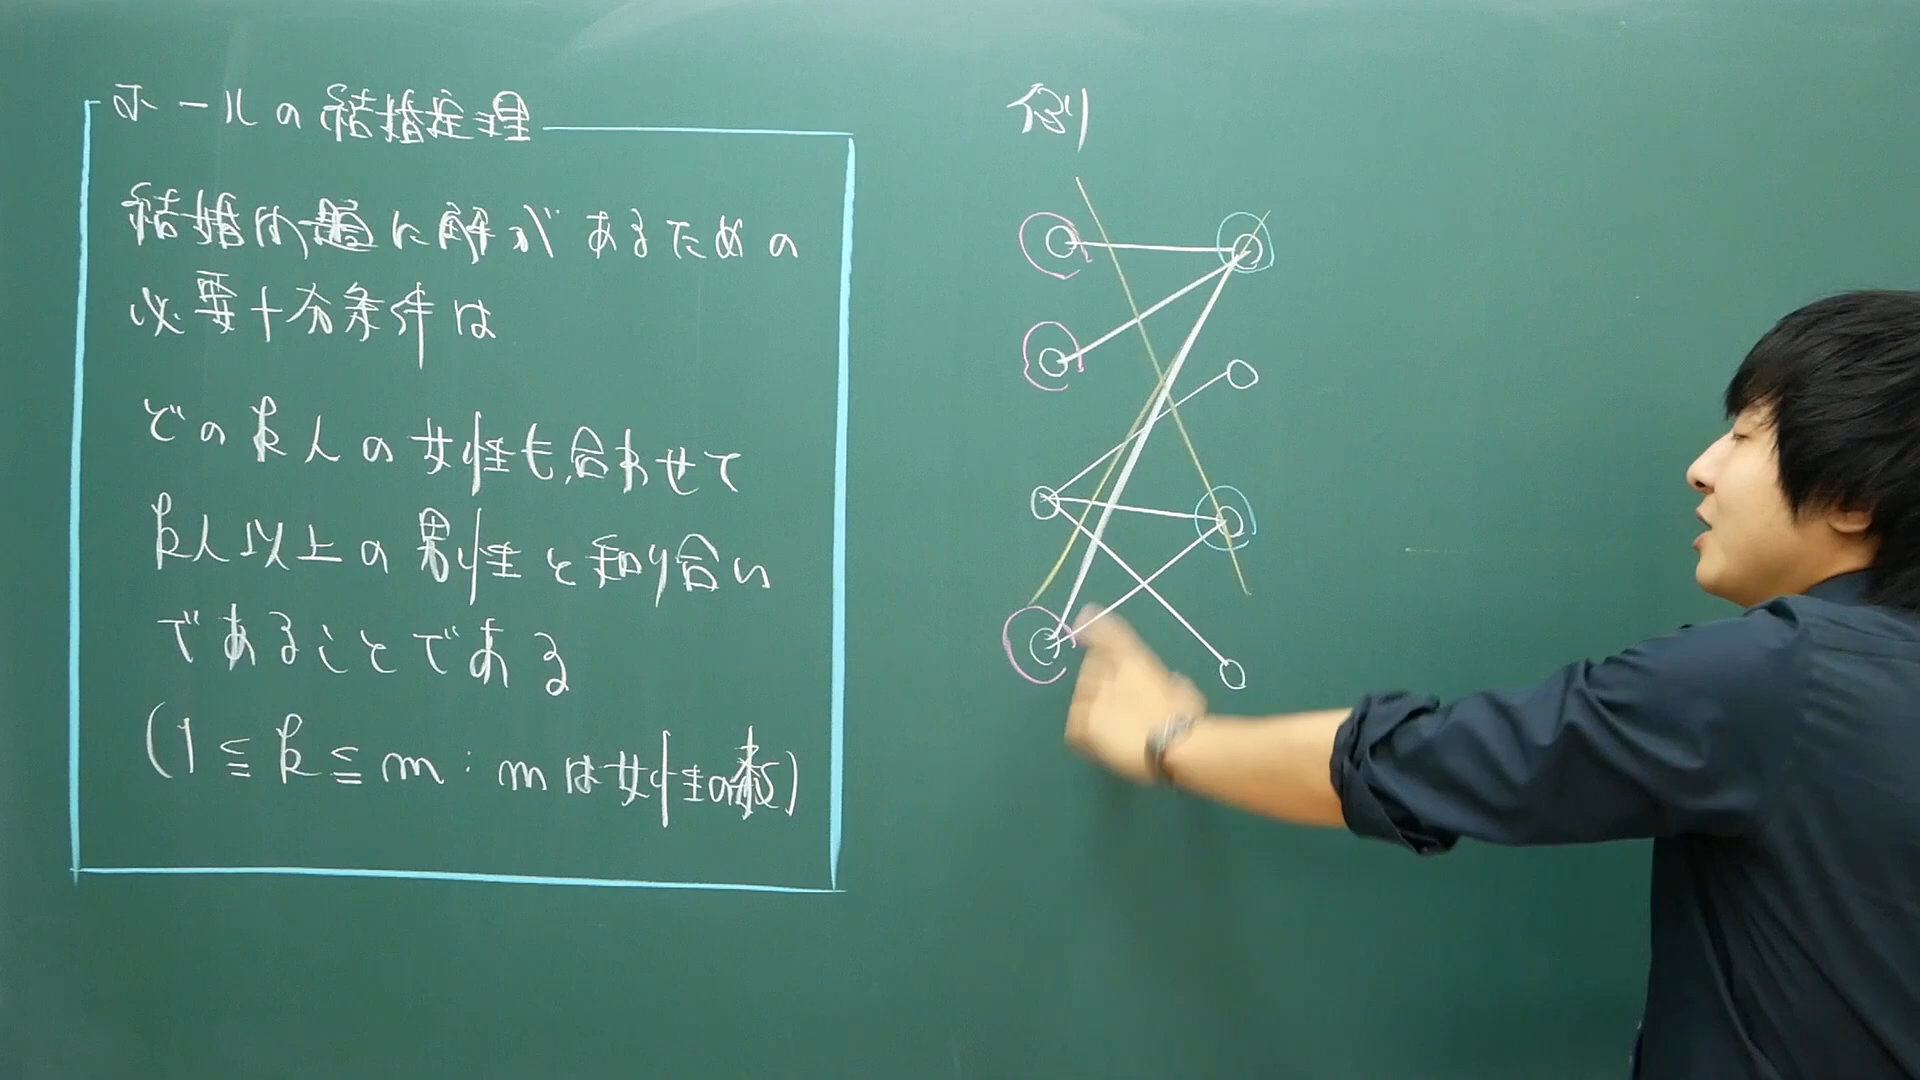 ホールの結婚定理
結婚問題に解があるための
必要十分条件は
どのk人の女性も,合わせて
k人以上の男性と知り合い
であることである
(1≦k≦m:mは女性の数)
例